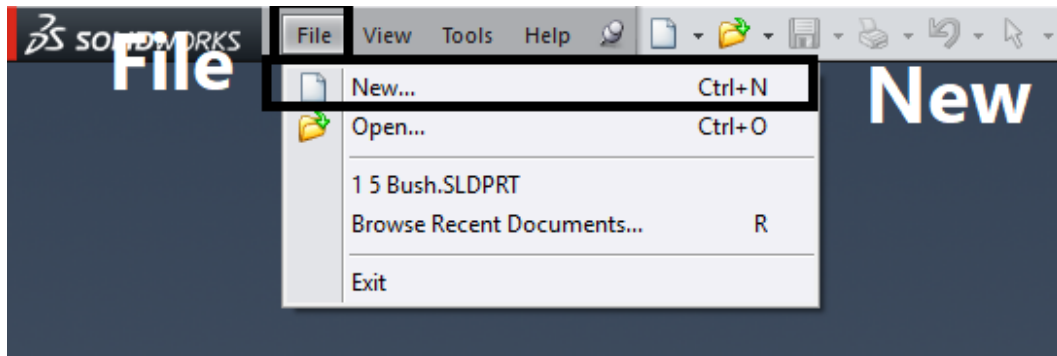 SOLIDWORKS File View Tools Help
File
New... Ctrl+N
New
Open... Ctrl+O
1 5 Bush.SLDPRT
Browse Recent Documents... R
Exit